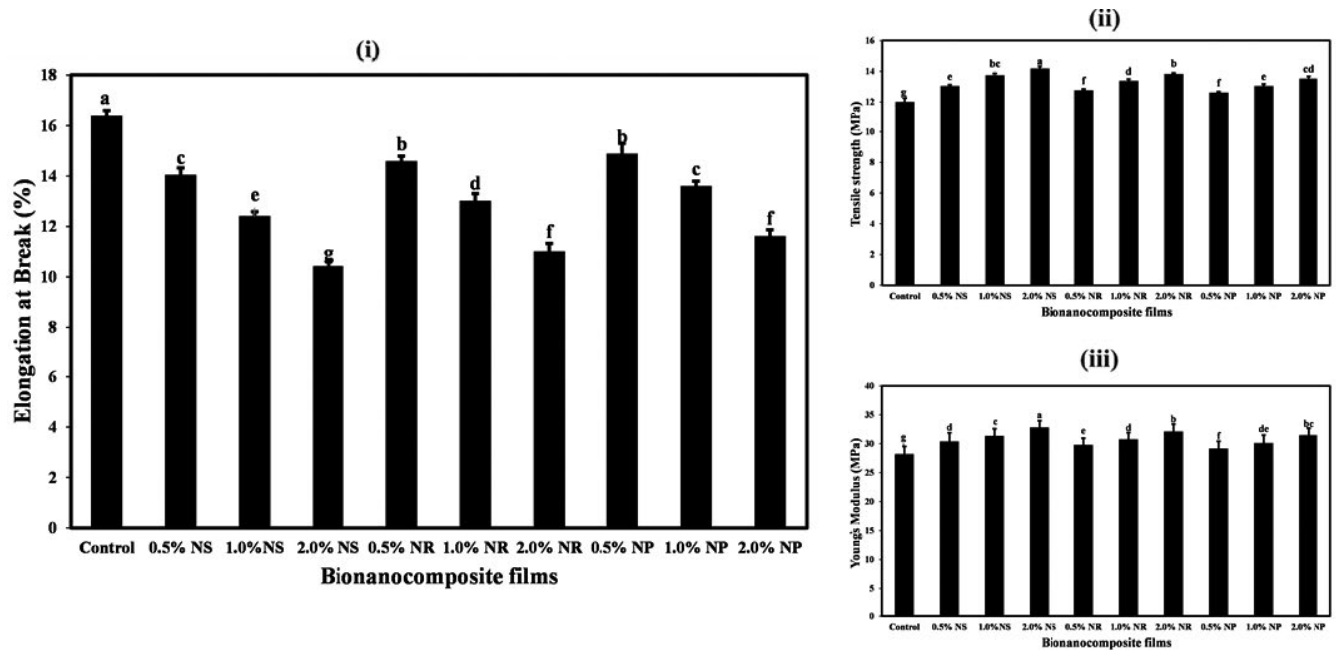 (i)
Elongation at Break (%)
18
16
14
12
10
8
6
4
2
0
a
c
e
g
b
d
f
b
c
f
Control 0.5% NS 1.0%NS 2.0% NS 0.5% NR 1.0% NR 2.0% NR 0.5% NP 1.0% NP 2.0% NP
Bionanocomposite films
(ii)
Tensile strength (MPa)
16
14
12
10
8
6
4
2
0
g
e
bc
a
f
d
b
f
e
cd
Control 0.5% NS 1.0%NS 2.0% NS 0.5% NR 1.0% NR 2.0% NR 0.5% NP 1.0% NP 2.0% NP
Bionanocomposite films
(iii)
Young's Modulus (MPa)
40
35
30
25
20
15
10
5
0
g
d
c
a
e
d
b
f
de
bc
Control 0.5% NS 1.0%NS 2.0% NS 0.5% NR 1.0% NR 2.0% NR 0.5% NP 1.0% NP 2.0% NP
Bionanocomposite films